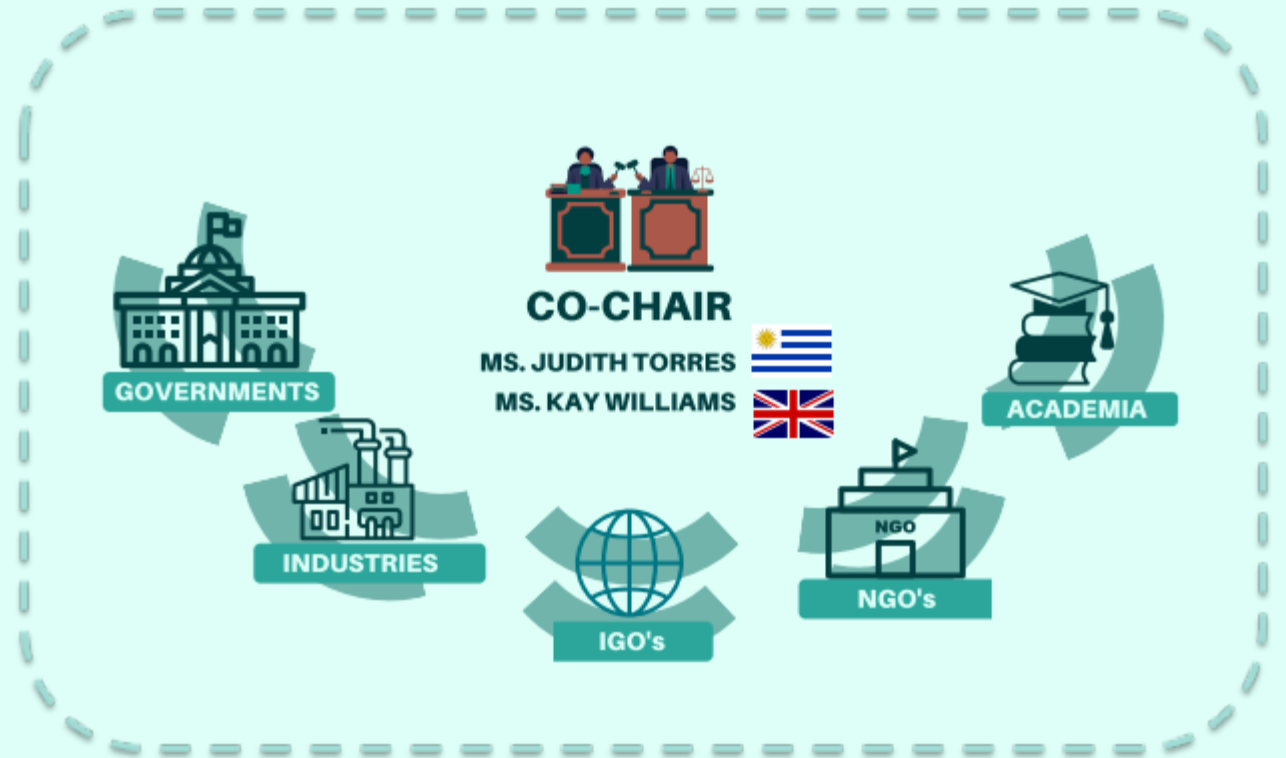 CO-CHAIR
MS. JUDITH TORRES
MS. KAY WILLIAMS
GOVERNMENTS
INDUSTRIES
IGO's
NGO
NGO's
ACADEMIA